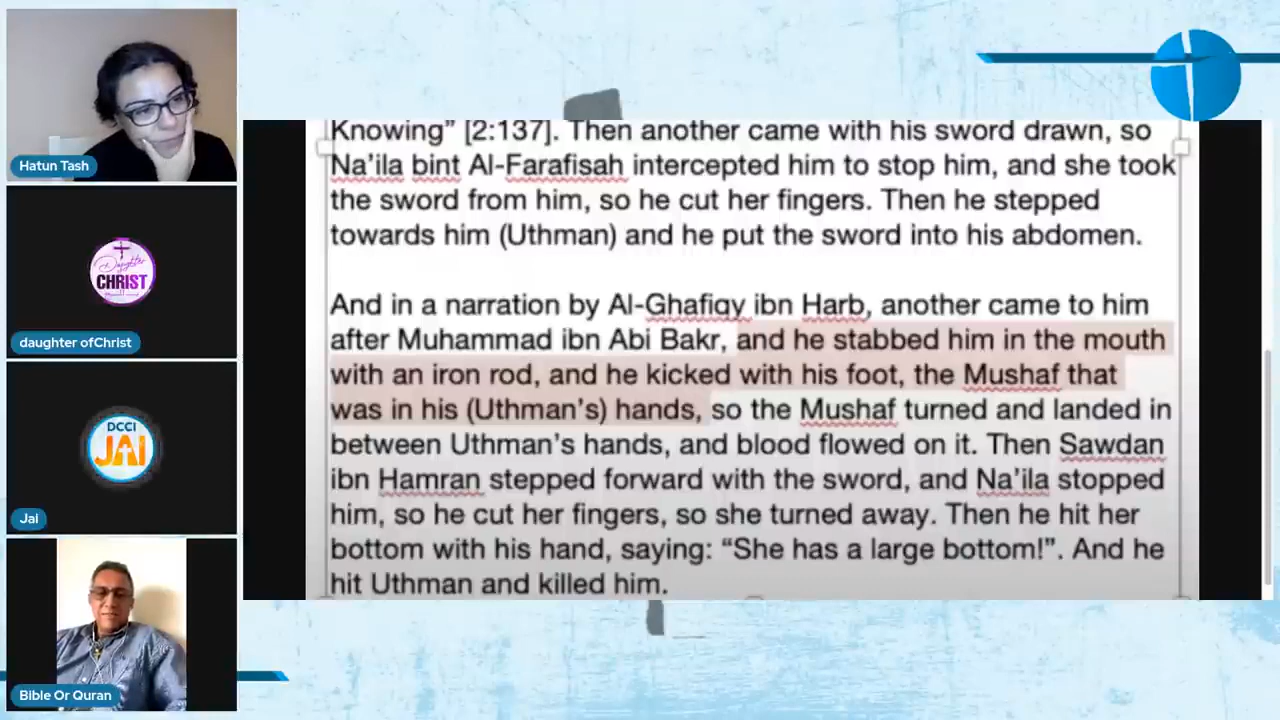 Hatun Tash
Daughter
CHRIST
daughter ofChrist
DCCI
JAI
Jai
Bible Or Quran
Knowing” [2:137]. Then another came with his sword drawn, so
Na’ila bint Al-Farafisah intercepted him to stop him, and she took
the sword from him, so he cut her fingers. Then he stepped
towards him (Uthman) and he put the sword into his abdomen.
And in a narration by Al-Ghafiqy ibn Harb, another came to him
after Muhammad ibn Abi Bakr, and he stabbed him in the mouth
with an iron rod, and he kicked with his foot, the Mushaf that
was in his (Uthman’s) hands, so the Mushaf turned and landed in
between Uthman’s hands, and blood flowed on it. Then Sawdan
ibn Hamran stepped forward with the sword, and Na’ila stopped
him, so he cut her fingers, so she turned away. Then he hit her
bottom with his hand, saying: “She has a large bottom!”. And he
hit Uthman and killed him.